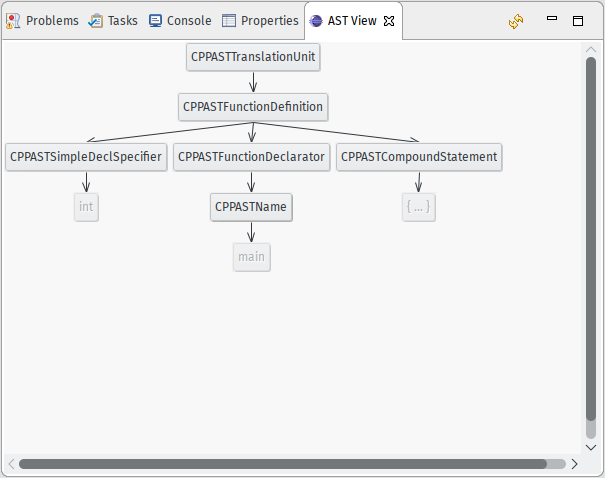 Problems Tasks Console Properties AST View
CPPASTTranslationUnit
CPPASTFunctionDefinition
CPPASTSimpleDeclSpecifier CPPASTFunctionDeclarator CPPASTCompoundStatement
int CPPASTName { ... }
main